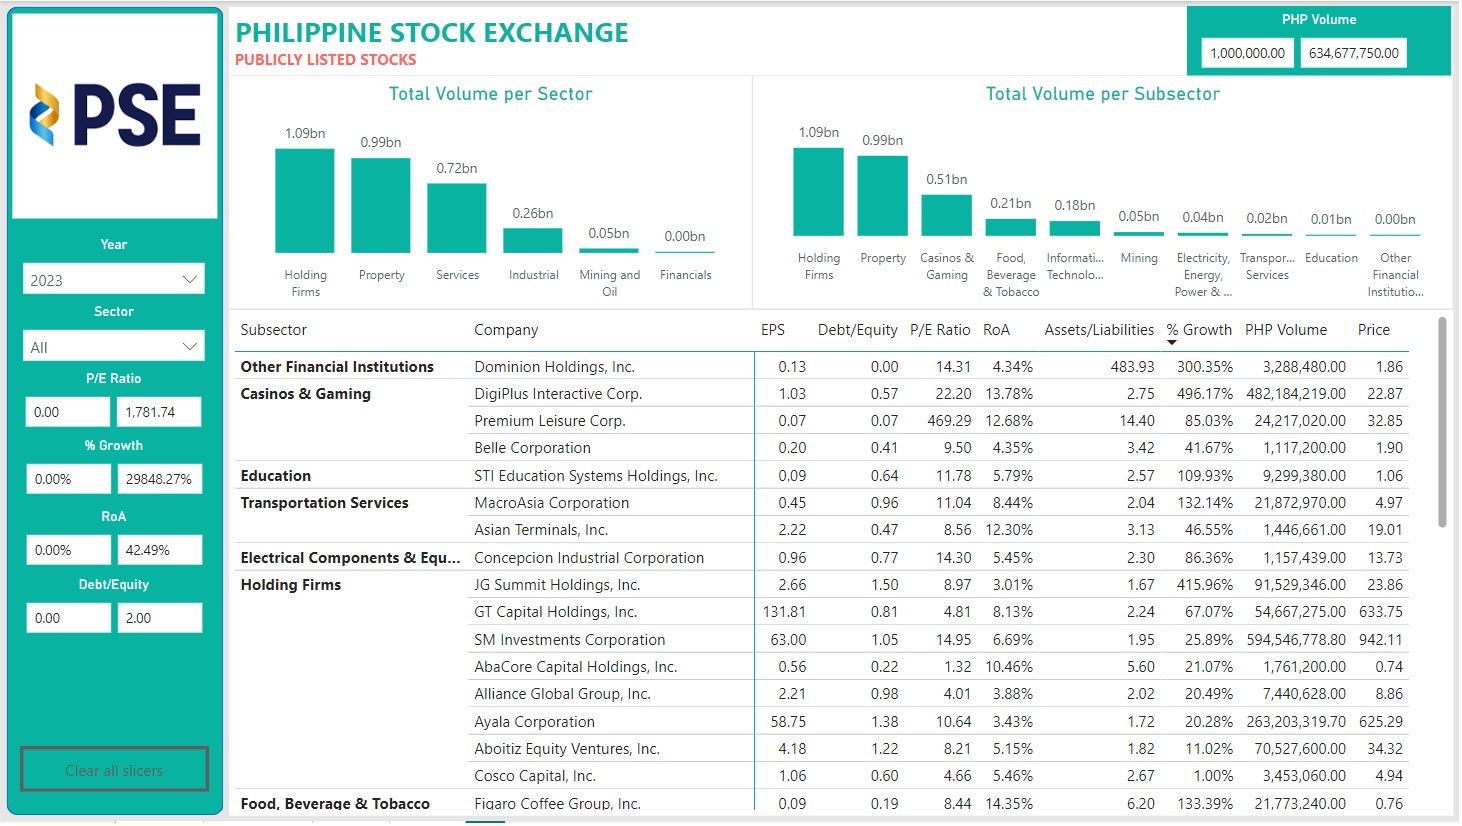 PSE
Year
2023
Sector
All
P/E Ratio
0.00 1,781.74
% Growth
0.00% 29848.27%
RoA
0.00% 42.49%
Debt/Equity
0.00 2.00
Clear all slicers
PHILIPPINE STOCK EXCHANGE
PUBLICLY LISTED STOCKS
PHP Volume
1,000,000.00 634,677,750.00
Total Volume per Sector
1.09bn
0.99bn
0.72bn
0.26bn
0.05bn
0.00bn
Holding
Firms
Property
Services
Industrial
Mining and
Oil
Financials
Total Volume per Subsector
1.09bn
0.99bn
0.51bn
0.21bn
0.18bn
0.05bn
0.04bn
0.02bn
0.01bn
0.00bn
Holding
Firms
Property
Casinos &
Gaming
Food,
Beverage
& Tobacco
Informati...
Technolo...
Mining
Electricity,
Energy,
Power & ...
Transpor...
Services
Education
Other
Financial
Institutio...
Subsector Company EPS Debt/Equity P/E Ratio RoA Assets/Liabilities % Growth PHP Volume Price
Other Financial Institutions Dominion Holdings, Inc. 0.13 0.00 14.31 4.34% 483.93 300.35% 3,288,480.00 1.86
Casinos & Gaming DigiPlus Interactive Corp. 1.03 0.57 22.20 13.78% 2.75 496.17% 482,184,219.00 22.87
Premium Leisure Corp. 0.07 0.07 469.29 12.68% 14.40 85.03% 24,217,020.00 32.85
Belle Corporation 0.20 0.41 9.50 4.35% 3.42 41.67% 1,117,200.00 1.90
Education STI Education Systems Holdings, Inc. 0.09 0.64 11.78 5.79% 2.57 109.93% 9,299,380.00 1.06
Transportation Services MacroAsia Corporation 0.45 0.96 11.04 8.44% 2.04 132.14% 21,872,970.00 4.97
Asian Terminals, Inc. 2.22 0.47 8.56 12.30% 3.13 46.55% 1,446,661.00 19.01
Electrical Components & Equ... Concepcion Industrial Corporation 0.96 0.77 14.30 5.45% 2.30 86.36% 1,157,439.00 13.73
Holding Firms JG Summit Holdings, Inc. 2.66 1.50 8.97 3.01% 1.67 415.96% 91,529,346.00 23.86
GT Capital Holdings, Inc. 131.81 0.81 4.81 8.13% 2.24 67.07% 54,667,275.00 633.75
SM Investments Corporation 63.00 1.05 14.95 6.69% 1.95 25.89% 594,546,778.80 942.11
AbaCore Capital Holdings, Inc. 0.56 0.22 1.32 10.46% 5.60 21.07% 1,761,200.00 0.74
Alliance Global Group, Inc. 2.21 0.98 4.01 3.88% 2.02 20.49% 7,440,628.00 8.86
Ayala Corporation 58.75 1.38 10.64 3.43% 1.72 20.28% 263,203,319.70 625.29
Aboitiz Equity Ventures, Inc. 4.18 1.22 8.21 5.15% 1.82 11.02% 70,527,600.00 34.32
Cosco Capital, Inc. 1.06 0.60 4.66 5.46% 2.67 1.00% 3,453,060.00 4.94
Food, Beverage & Tobacco Figaro Coffee Group, Inc. 0.09 0.19 8.44 14.35% 6.20 133.39% 21,773,240.00 0.76